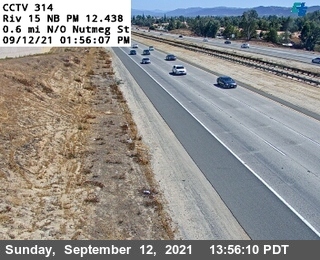 CCTV 314
Riv 15 NB PM 12.438
0.6 mi N/O Nutmeg St
09/12/21 01:56:07 PM
Sunday, September 12, 2021 13:56:10 PDT